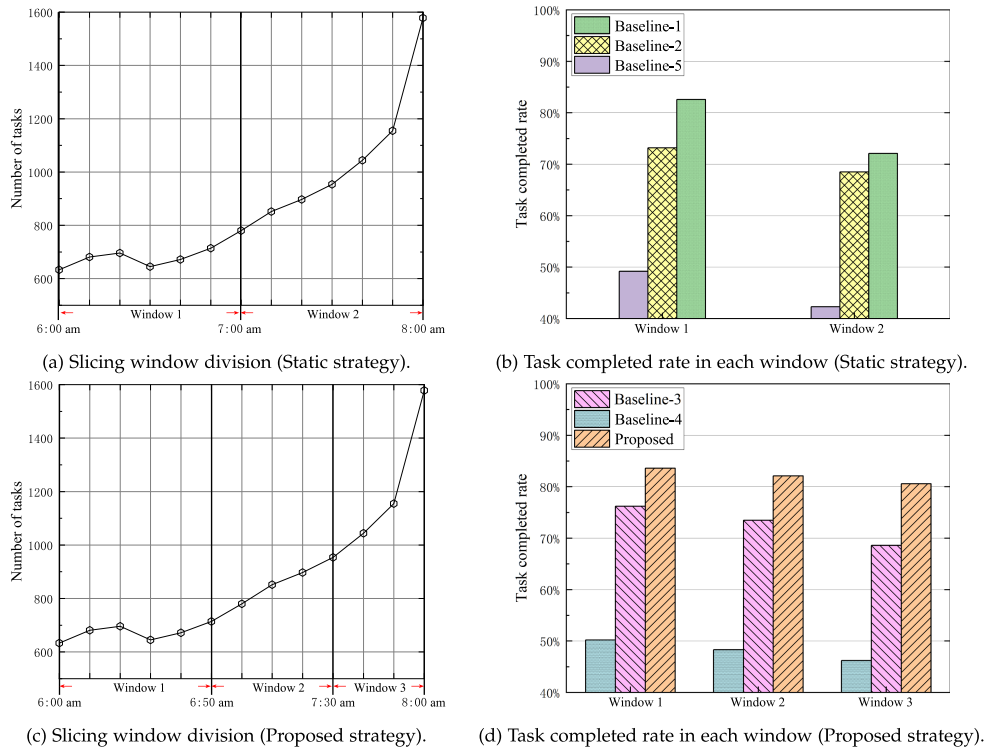 1600
1400
1200
1000
800
600
Number of tasks
Window 1
Window 2
6:00 am
7:00 am
8:00 am
(a) Slicing window division (Static strategy).
100%
90%
80%
70%
60%
50%
40%
Task completed rate
Baseline-1
Baseline-2
Baseline-5
Window 1
Window 2
(b) Task completed rate in each window (Static strategy).
1600
1400
1200
1000
800
600
Number of tasks
Window 1
Window 2
Window 3
6:00 am
6:50 am
7:30 am
8:00 am
(c) Slicing window division (Proposed strategy).
100%
90%
80%
70%
60%
50%
40%
Task completed rate
Baseline-3
Baseline-4
Proposed
Window 1
Window 2
Window 3
(d) Task completed rate in each window (Proposed strategy).